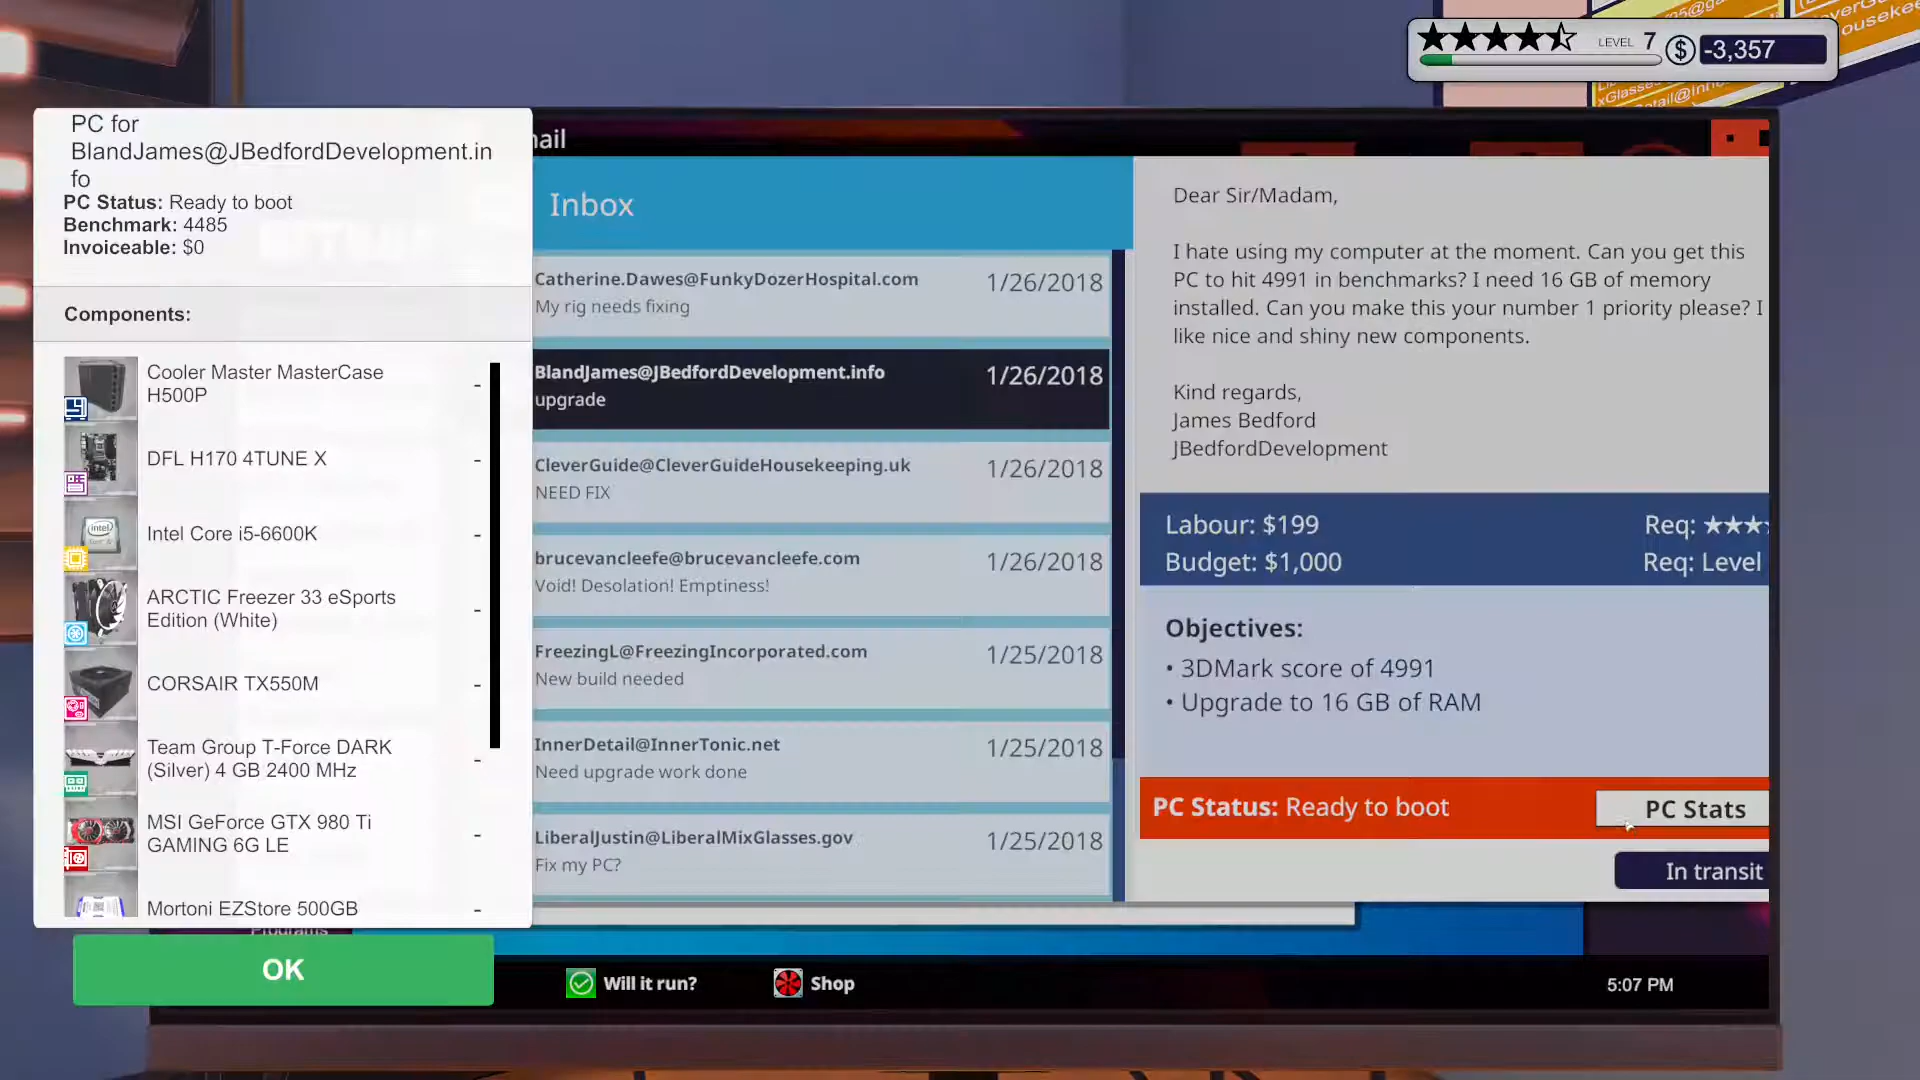 LEVEL 7
-3,357
PC for
BlandJames@JBedfordDevelopment.in
fo
PC Status: Ready to boot
Benchmark: 4485
Invoiceable: $0
Components:
Cooler Master MasterCase
H500P
-
DFL H170 4TUNE X
-
Intel Core i5-6600K
-
ARCTIC Freezer 33 eSports
Edition (White)
-
CORSAIR TX550M
-
Team Group T-Force DARK
(Silver) 4 GB 2400 MHz
-
MSI GeForce GTX 980 Ti
GAMING 6G LE
-
Mortoni EZStore 500GB
-
OK
ail
Inbox
Catherine.Dawes@FunkyDozerHospital.com
1/26/2018
My rig needs fixing
BlandJames@JBedfordDevelopment.info
1/26/2018
upgrade
CleverGuide@CleverGuideHousekeeping.uk
1/26/2018
NEED FIX
brucevancleefe@brucevancleefe.com
1/26/2018
Void! Desolation! Emptiness!
FreezingL@FreezingIncorporated.com
1/25/2018
New build needed
InnerDetail@InnerTonic.net
1/25/2018
Need upgrade work done
LiberalJustin@LiberalMixGlasses.gov
1/25/2018
Fix my PC?
Dear Sir/Madam,
I hate using my computer at the moment. Can you get this
PC to hit 4991 in benchmarks? I need 16 GB of memory
installed. Can you make this your number 1 priority please? I
like nice and shiny new components.
Kind regards,
James Bedford
JBedfordDevelopment
Labour: $199
Req: ★★★
Budget: $1,000
Req: Level
Objectives:
• 3DMark score of 4991
• Upgrade to 16 GB of RAM
PC Status: Ready to boot
PC Stats
In transit
Programs
Will it run?
Shop
5:07 PM